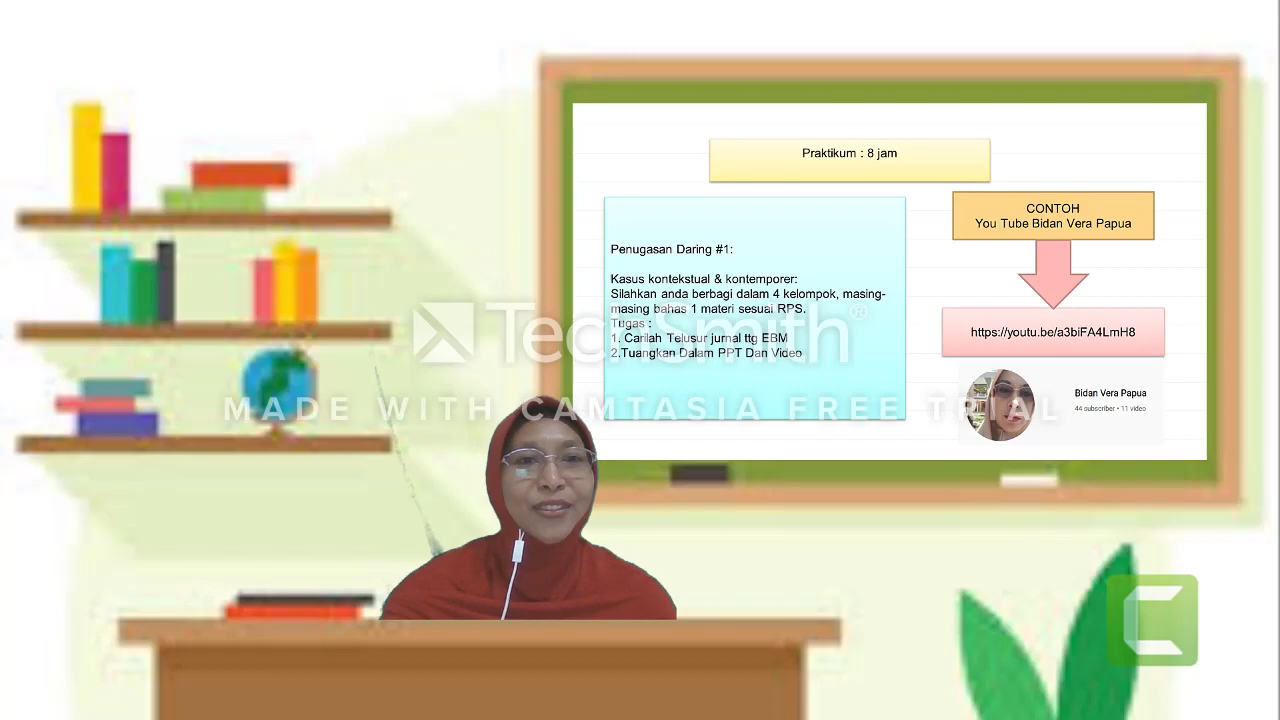 Praktikum : 8 jam
Penugasan Daring #1:
Kasus kontekstual & kontemporer:
Silahkan anda berbagi dalam 4 kelompok, masing-
masing bahas 1 materi sesuai RPS.
Tugas :
1. Carilah Telusur jurnal ttg EBM
2.Tuangkan Dalam PPT Dan Video
CONTOH
You Tube Bidan Vera Papua
https://youtu.be/a3biFA4LmH8
Bidan Vera Papua
44 subscriber • 11 video
TechSmith®
MADE WITH CAMTASIA FREE TRIAL